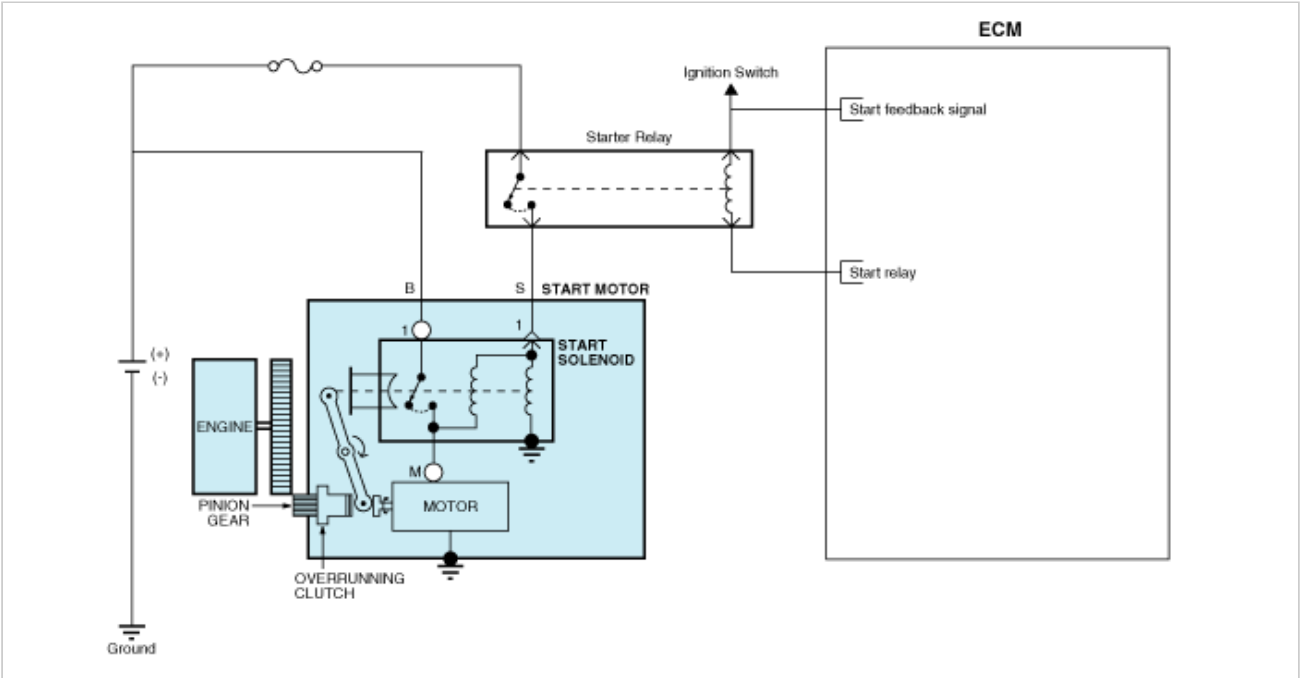 ECM
Ignition Switch
Start feedback signal
Starter Relay
Start relay
B
S
START MOTOR
1
1
START
SOLENOID
(+)
(-)
ENGINE
M
MOTOR
PINION
GEAR
OVERRUNNING
CLUTCH
Ground